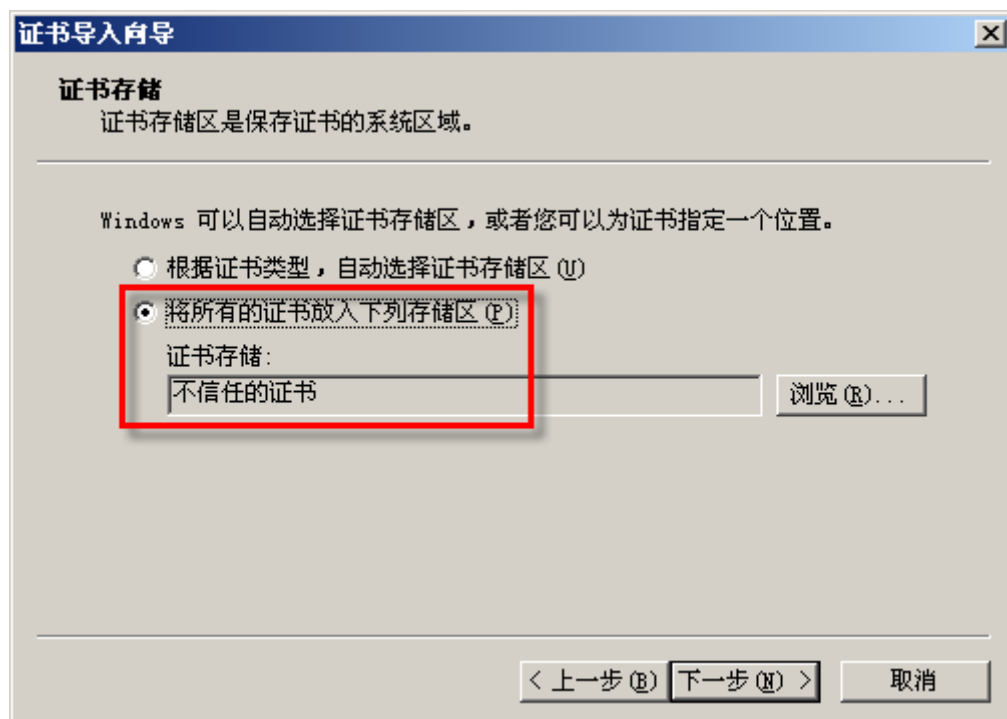 证书导入向导
证书存储
证书存储区是保存证书的系统区域。
Windows 可以自动选择证书存储区，或者您可以为证书指定一个位置。
根据证书类型，自动选择证书存储区(U)
将所有的证书放入下列存储区(P)
证书存储:
不信任的证书
浏览(R)...
< 上一步(B) 下一步(N) > 取消